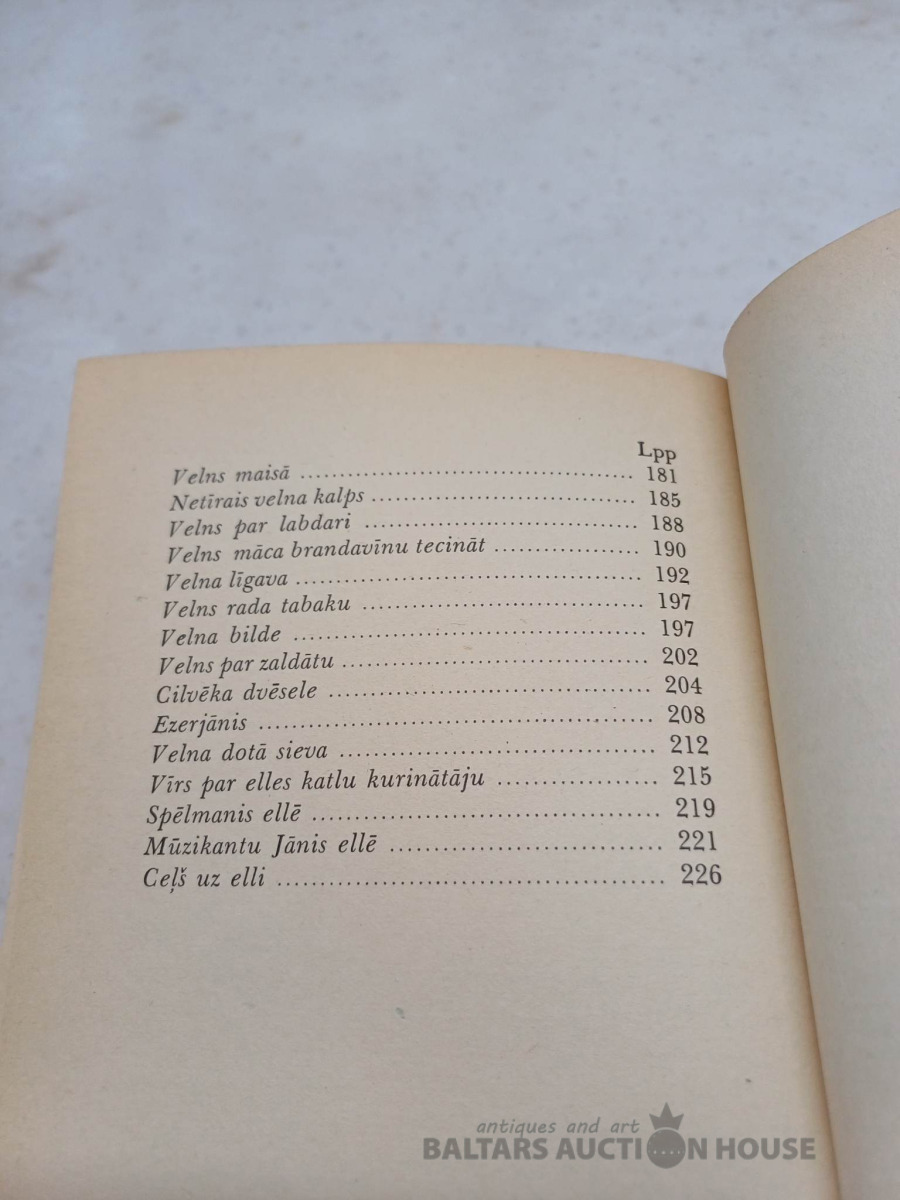 Lpp
Velns maisā ........................................ 181
Netīrais velna kalps ................................ 185
Velns par labdari ................................. 188
Velns māca brandavīnu tecināt ................. 190
Velna līgava ......................................... 192
Velns rada tabaku .................................. 197
Velna bilde ........................................... 197
Velns par zaldātu .................................... 202
Cilvēka dvēsele ...................................... 204
Ezerjānis ............................................... 208
Velna dotā sieva ..................................... 212
Vīrs par elles katlu kurinātāju .................. 215
Spēlmanis ellē ........................................ 219
Mūzikantu Jānis ellē ................................ 221
Ceļš uz elli ............................................. 226
antiques and art
BALTARS AUCTION HOUSE